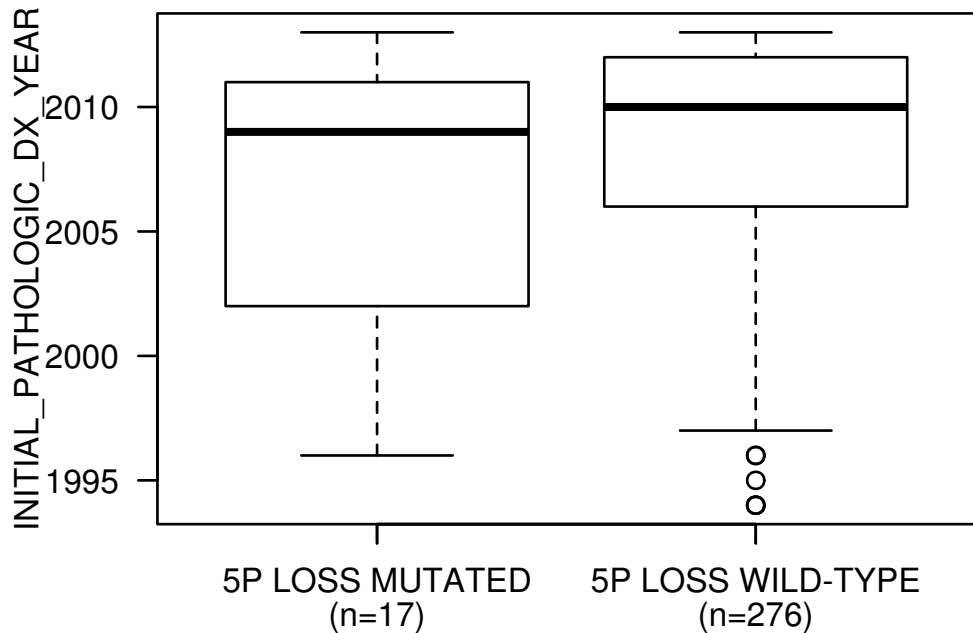 INITIAL_PATHOLOGIC_DX_YEAR
2010
2005
2000
1995
5P LOSS MUTATED
(n=17)
5P LOSS WILD-TYPE
(n=276)